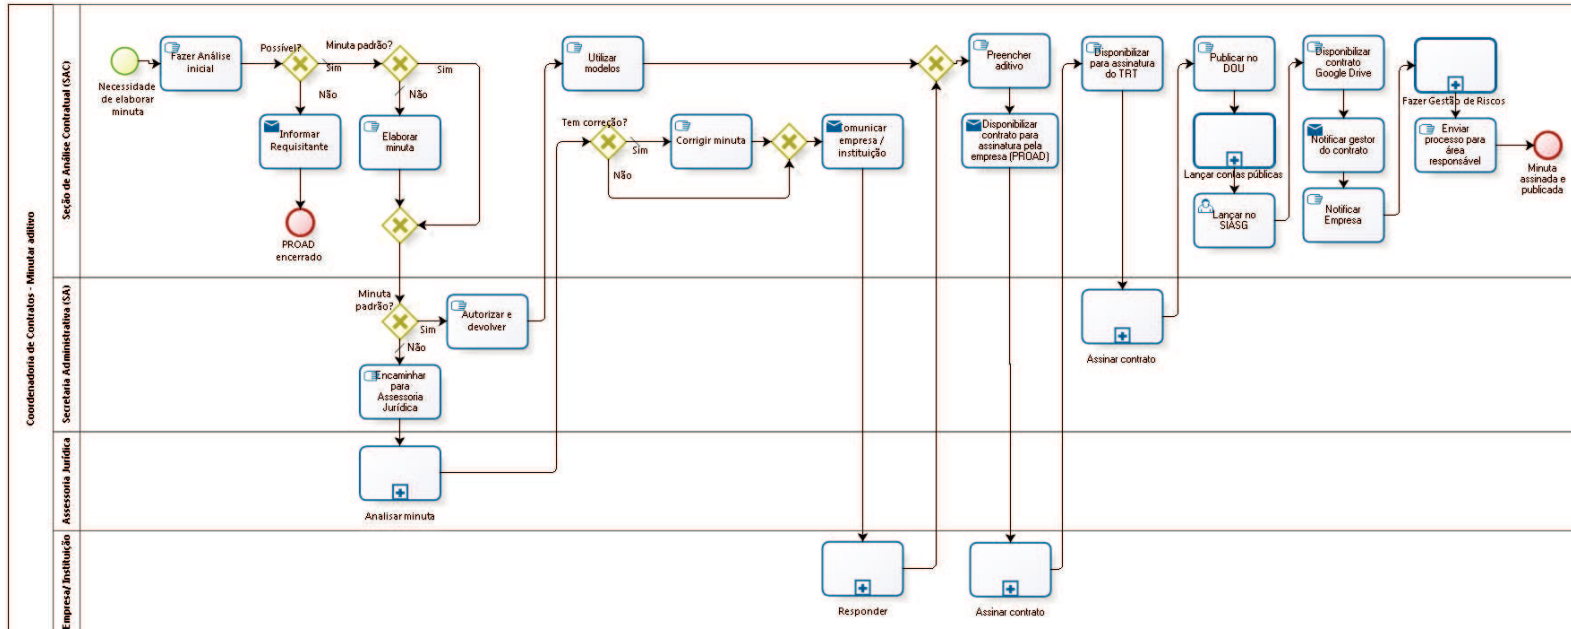 Coordenadoria de Contratos - Minutar aditivo
Seção de Análise Contratual (SAC)
Necessidade
de elaborar
minuta
Fazer Análise
inicial
Possível?
Sim
Não
Informar
Requisitante
PROAD
encerrado
Minuta padrão?
Sim
Não
Elaborar
minuta
Utilizar
modelos
Tem correção?
Sim
Não
Corrigir minuta
omunicar
empresa /
instituição
Preencher
aditivo
Disponibilizar
contrato para
assinatura pela
empresa (PROAD)
Disponibilizar
para assinatura
do TRT
Publicar no
DOU
Lançar contas públicas
Lançar no
SIASG
Disponibilizar
contrato
Google Drive
Notificar gestor
do contrato
Notificar
Empresa
Fazer Gestão de Riscos
Enviar
processo para
área
responsável
Minuta
assinada e
publicada
Secretaria Administrativa (SA)
Minuta
padrão?
Sim
Não
Autorizar e
devolver
Encaminhar
para
Assessoria
Jurídica
Assinar contrato
Assessoria Jurídica
Analisar minuta
Empresa/ Instituição
Responder
Assinar contrato